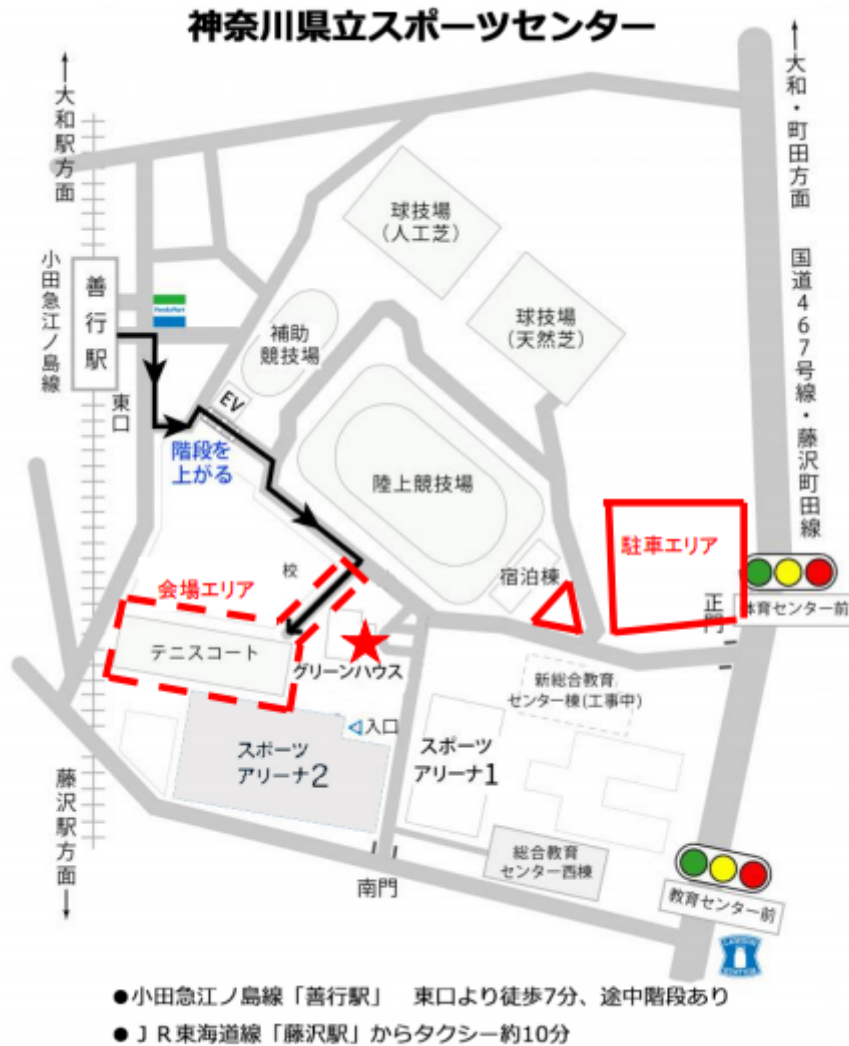 神奈川県立スポーツセンター
↑大和駅方面
↑大和・町田方面
国道467号線・藤沢町田線
小田急江ノ島線
善行駅
東口
FamilyMart
球技場
(人工芝)
球技場
(天然芝)
補助
競技場
EV
階段を
上がる
陸上競技場
宿泊棟
駐車エリア
正門
体育センター前
校
会場エリア
テニスコート
グリーンハウス
新総合教育
センター棟(工事中)
入口
スポーツ
アリーナ2
スポーツ
アリーナ1
総合教育
センター西棟
南門
教育センター前
LAWSON
STATION
藤沢駅方面↓
●小田急江ノ島線「善行駅」 東口より徒歩7分、途中階段あり
●ＪＲ東海道線「藤沢駅」からタクシー約10分